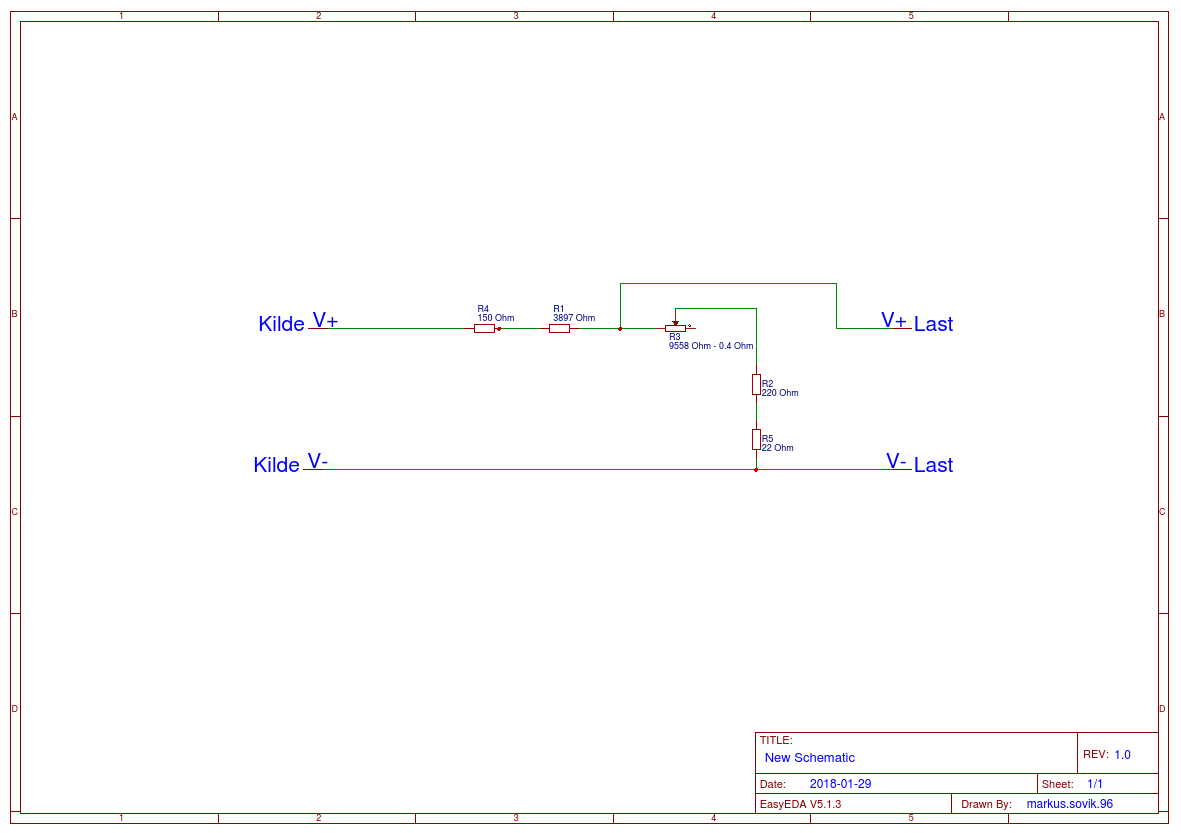 1 2 3 4 5
A A
R4
150 Ohm
R1
3897 Ohm
B B
Kilde V+
V+ Last
R3
9558 Ohm - 0.4 Ohm
R2
220 Ohm
R5
22 Ohm
Kilde V-
V- Last
C C
D D
TITLE:
New Schematic
REV: 1.0
Date: 2018-01-29
Sheet: 1/1
EasyEDA V5.1.3
Drawn By: markus.sovik.96
1 2 3 4 5